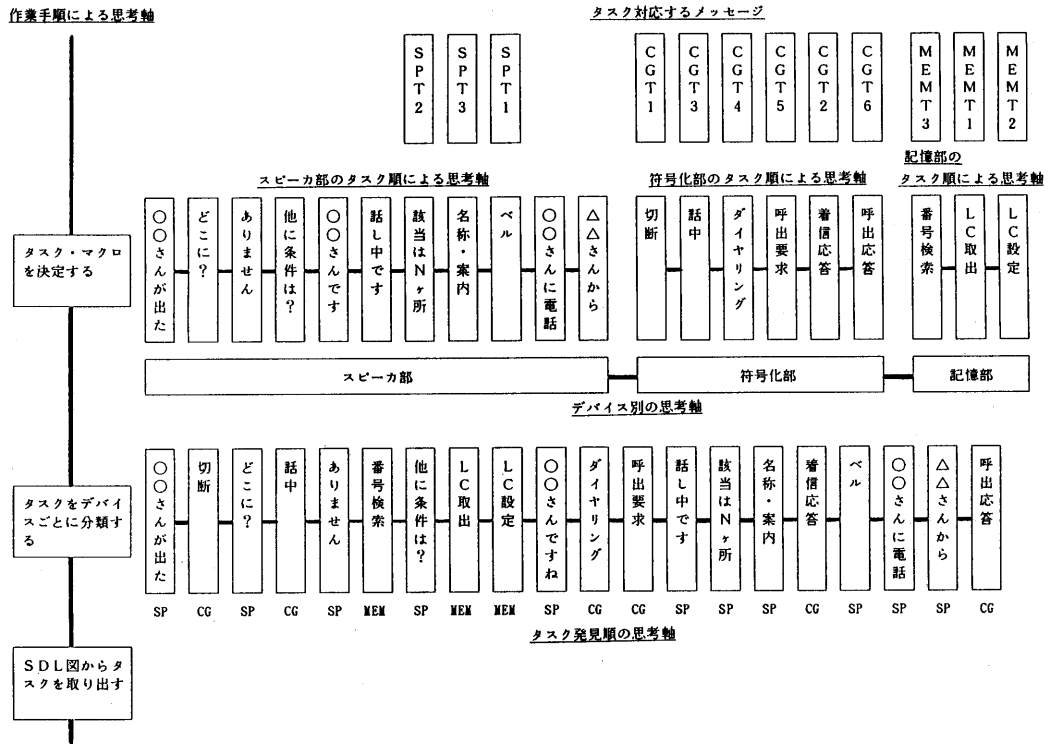 作業手順による思考軸
タスク対応するメッセージ
SPT2
SPT3
SPT1
CGT1
CGT3
CGT4
CGT5
CGT2
CGT6
MEMT3
MEMT1
MEMT2
スピーカ部のタスク順による思考軸
符号化部のタスク順による思考軸
記憶部の
タスク順による思考軸
タスク・マクロ
を決定する
○○さんが出た
どこに?
ありません
他に条件は?
○○さんです
話し中です
該当はNヶ所
名称・案内
ベル
○○さんに電話
△△さんから
切断
話中
ダイヤリング
呼出要求
着信応答
呼出応答
番号検索
LC取出
LC設定
スピーカ部
符号化部
記憶部
デバイス別の思考軸
タスクをデバイ
スごとに分類す
る
○○さんが出た
切断
どこに?
話中
ありません
番号検索
他に条件は?
LC取出
LC設定
○○さんですね
ダイヤリング
呼出要求
話し中です
該当はNヶ所
名称・案内
着信応答
ベル
○○さんに電話
△△さんから
呼出応答
SP CG SP CG SP MEM SP MEM MEM SP CG CG SP SP SP CG SP SP SP CG
タスク発見順の思考軸
SDL図からタ
スクを取り出す